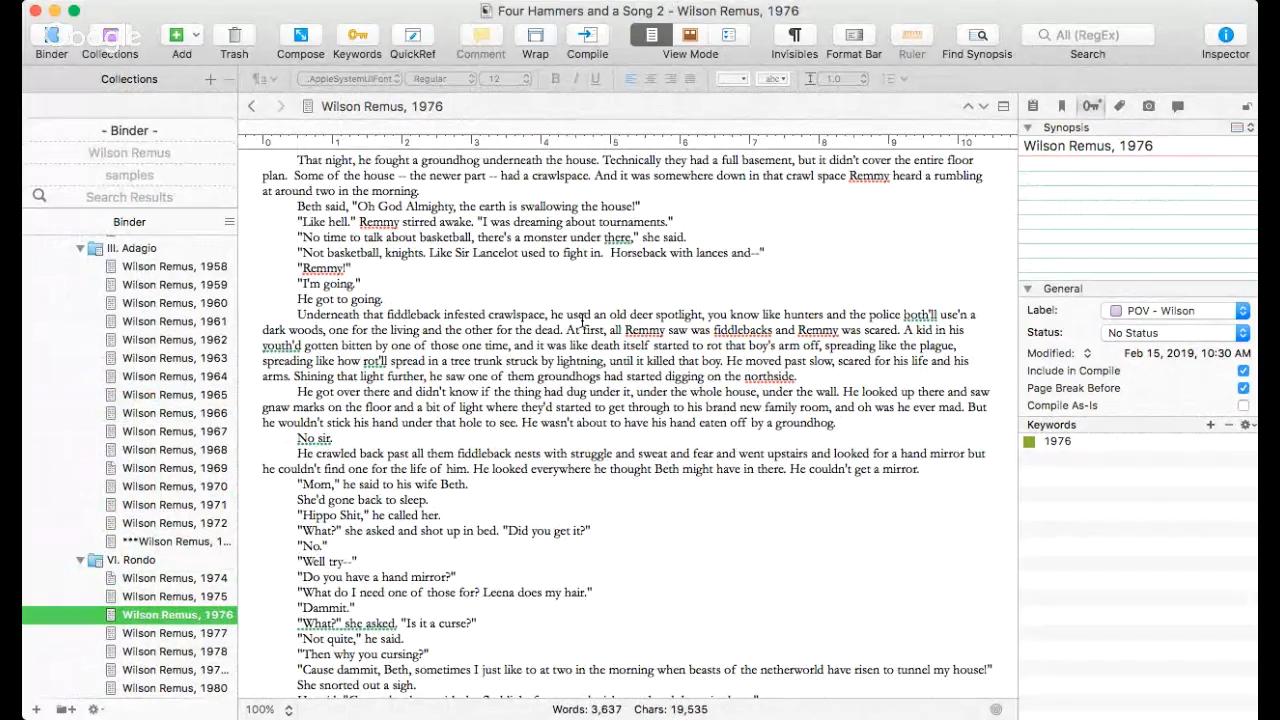 Four Hammers and a Song 2 - Wilson Remus, 1976
Binder
Collections
Add
Trash
Compose
Keywords
QuickRef
Comment
Wrap
Compile
View Mode
Invisibles
Format Bar
Ruler
Find Synopsis
All (RegEx)
Search
Inspector
Collections
.AppleSystemUIFont
Regular
12
B I U
abc
1.0
Wilson Remus, 1976
- Binder -
Wilson Remus
samples
Search Results
Binder
III. Adagio
Wilson Remus, 1958
Wilson Remus, 1959
Wilson Remus, 1960
Wilson Remus, 1961
Wilson Remus, 1962
Wilson Remus, 1963
Wilson Remus, 1964
Wilson Remus, 1965
Wilson Remus, 1966
Wilson Remus, 1967
Wilson Remus, 1968
Wilson Remus, 1969
Wilson Remus, 1970
Wilson Remus, 1971
Wilson Remus, 1972
***Wilson Remus, 1...
VI. Rondo
Wilson Remus, 1974
Wilson Remus, 1975
Wilson Remus, 1976
Wilson Remus, 1977
Wilson Remus, 1978
Wilson Remus, 197...
Wilson Remus, 1980
0 1 2 3 4 5 6 7 8 9 10
That night, he fought a groundhog underneath the house. Technically they had a full basement, but it didn't cover the entire floor
plan. Some of the house -- the newer part -- had a crawlspace. And it was somewhere down in that crawl space Remmy heard a rumbling
at around two in the morning.
Beth said, "Oh God Almighty, the earth is swallowing the house!"
"Like hell." Remmy stirred awake. "I was dreaming about tournaments."
"No time to talk about basketball, there's a monster under there," she said.
"Not basketball, knights. Like Sir Lancelot used to fight in. Horseback with lances and--"
"Remmy!"
"I'm going."
He got to going.
Underneath that fiddleback infested crawlspace, he used an old deer spotlight, you know like hunters and the police both'll use'n a
dark woods, one for the living and the other for the dead. At first, all Remmy saw was fiddlebacks and Remmy was scared. A kid in his
youth'd gotten bitten by one of those one time, and it was like death itself started to rot that boy's arm off, spreading like the plague,
spreading like how rot'll spread in a tree trunk struck by lightning, until it killed that boy. He moved past slow, scared for his life and his
arms. Shining that light further, he saw one of them groundhogs had started digging on the northside.
He got over there and didn't know if the thing had dug under it, under the whole house, under the wall. He looked up there and saw
gnaw marks on the floor and a bit of light where they'd started to get through to his brand new family room, and oh was he ever mad. But
he wouldn't stick his hand under that hole to see. He wasn't about to have his hand eaten off by a groundhog.
No sir.
He crawled back past all them fiddleback nests with struggle and sweat and fear and went upstairs and looked for a hand mirror but
he couldn't find one for the life of him. He looked everywhere he thought Beth might have in there. He couldn't get a mirror.
"Mom," he said to his wife Beth.
She'd gone back to sleep.
"Hippo Shit," he called her.
"What?" she asked and shot up in bed. "Did you get it?"
"No."
"Well try--"
"Do you have a hand mirror?"
"What do I need one of those for? Leena does my hair."
"Dammit."
"What?" she asked. "Is it a curse?"
"Not quite," he said.
"Then why you cursing?"
"Cause dammit, Beth, sometimes I just like to at two in the morning when beasts of the netherworld have risen to tunnel my house!"
She snorted out a sigh.
100%
Words: 3,637 Chars: 19,535
Synopsis
Wilson Remus, 1976
General
Label: POV - Wilson
Status: No Status
Modified: Feb 15, 2019, 10:30 AM
Include in Compile
Page Break Before
Compile As-Is
Keywords
1976